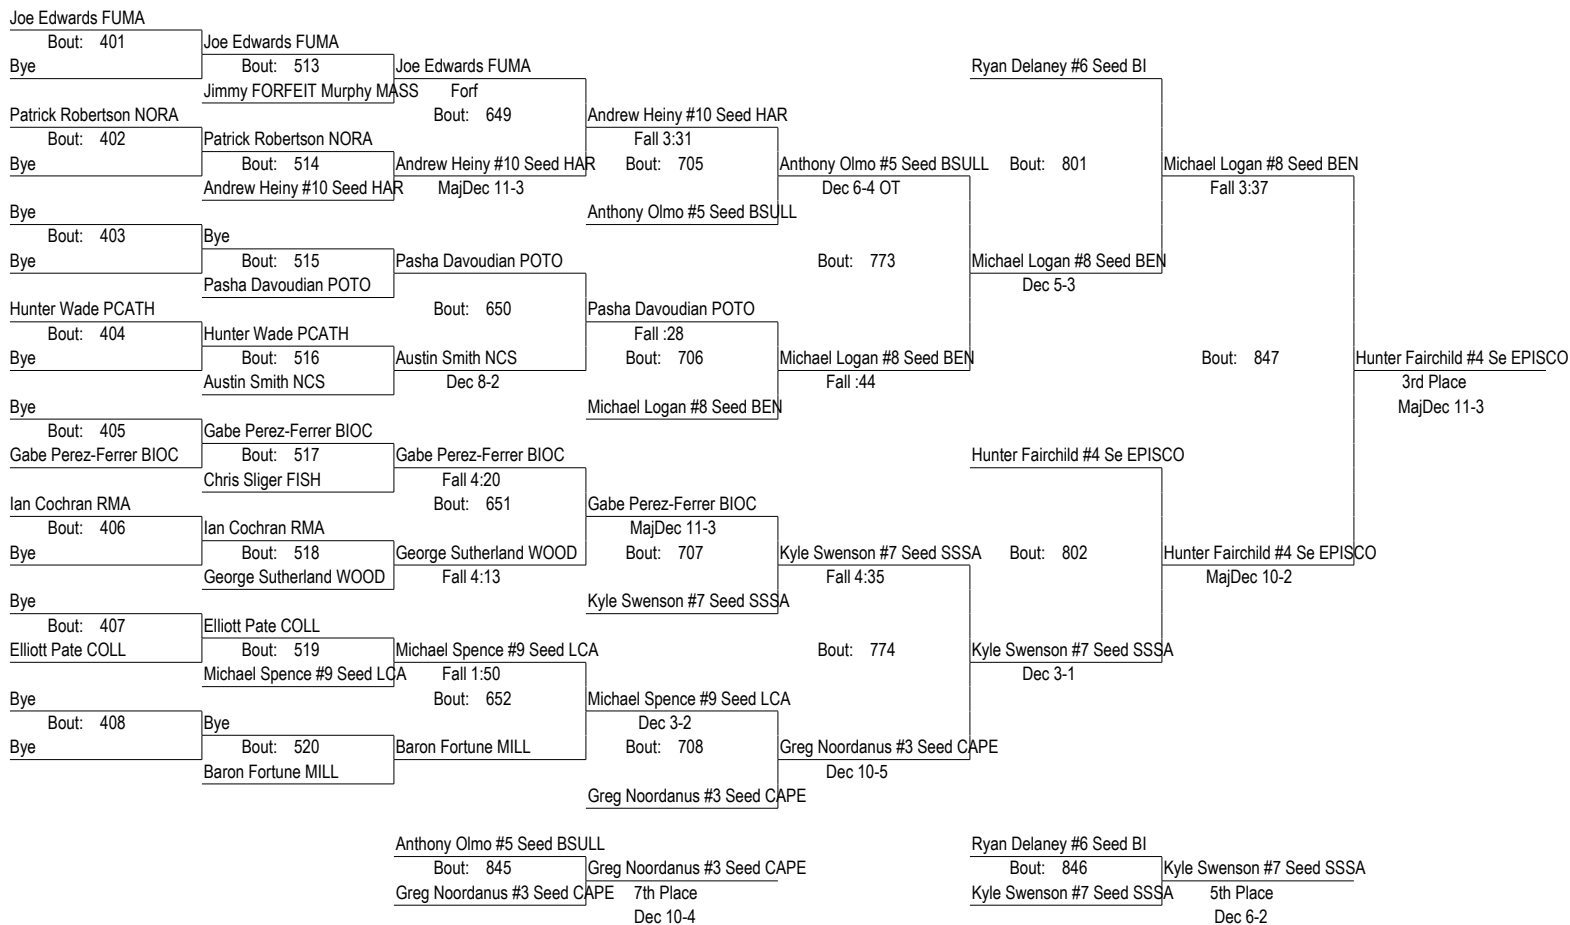 Joe Edwards FUMA
Bout: 401
Joe Edwards FUMA
Bye
Bout: 513
Joe Edwards FUMA
Ryan Delaney #6 Seed BI
Jimmy FORFEIT Murphy MASS
Forf
Patrick Robertson NORA
Bout: 649
Andrew Heiny #10 Seed HAR
Bout: 402
Patrick Robertson NORA
Fall 3:31
Bye
Bout: 514
Andrew Heiny #10 Seed HAR
Bout: 705
Anthony Olmo #5 Seed BSULL
Bout: 801
Michael Logan #8 Seed BEN
Andrew Heiny #10 Seed HAR
MajDec 11-3
Dec 6-4 OT
Fall 3:37
Bye
Anthony Olmo #5 Seed BSULL
Bout: 403
Bye
Bye
Bout: 515
Pasha Davoudian POTO
Bout: 773
Michael Logan #8 Seed BEN
Pasha Davoudian POTO
Dec 5-3
Hunter Wade PCATH
Bout: 650
Pasha Davoudian POTO
Bout: 404
Hunter Wade PCATH
Fall :28
Bye
Bout: 516
Austin Smith NCS
Bout: 706
Michael Logan #8 Seed BEN
Bout: 847
Hunter Fairchild #4 Se EPISCO
Austin Smith NCS
Dec 8-2
Fall :44
3rd Place
Bye
Michael Logan #8 Seed BEN
MajDec 11-3
Bout: 405
Gabe Perez-Ferrer BIOC
Gabe Perez-Ferrer BIOC
Bout: 517
Gabe Perez-Ferrer BIOC
Hunter Fairchild #4 Se EPISCO
Chris Sliger FISH
Fall 4:20
Ian Cochran RMA
Bout: 651
Gabe Perez-Ferrer BIOC
Bout: 406
Ian Cochran RMA
MajDec 11-3
Bye
Bout: 518
George Sutherland WOOD
Bout: 707
Kyle Swenson #7 Seed SSSA
Bout: 802
Hunter Fairchild #4 Se EPISCO
George Sutherland WOOD
Fall 4:13
Fall 4:35
MajDec 10-2
Bye
Kyle Swenson #7 Seed SSSA
Bout: 407
Elliott Pate COLL
Elliott Pate COLL
Bout: 519
Michael Spence #9 Seed LCA
Bout: 774
Kyle Swenson #7 Seed SSSA
Michael Spence #9 Seed LCA
Fall 1:50
Dec 3-1
Bye
Bout: 652
Michael Spence #9 Seed LCA
Bout: 408
Bye
Dec 3-2
Bye
Bout: 520
Baron Fortune MILL
Bout: 708
Greg Noordanus #3 Seed CAPE
Baron Fortune MILL
Dec 10-5
Greg Noordanus #3 Seed CAPE
Anthony Olmo #5 Seed BSULL
Ryan Delaney #6 Seed BI
Bout: 845
Greg Noordanus #3 Seed CAPE
Bout: 846
Kyle Swenson #7 Seed SSSA
Greg Noordanus #3 Seed CAPE
7th Place
Kyle Swenson #7 Seed SSSA
5th Place
Dec 10-4
Dec 6-2